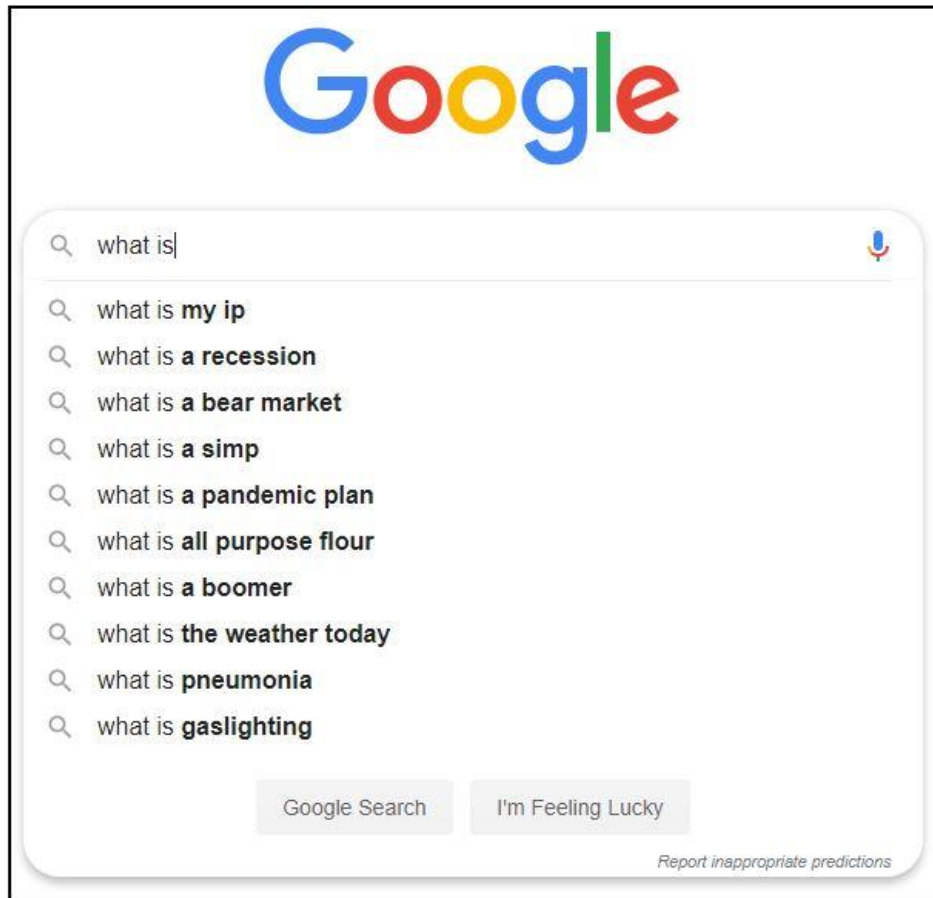 Google
what is
what is my ip
what is a recession
what is a bear market
what is a simp
what is a pandemic plan
what is all purpose flour
what is a boomer
what is the weather today
what is pneumonia
what is gaslighting
Google Search I'm Feeling Lucky
Report inappropriate predictions